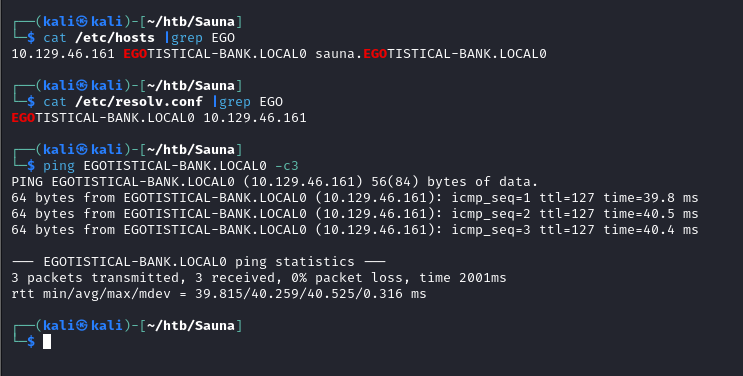 ┌──(kali㉿kali)-[~/htb/Sauna]
└─$ cat /etc/hosts |grep EGO
10.129.46.161 EGOTISTICAL-BANK.LOCAL0 sauna.EGOTISTICAL-BANK.LOCAL0
┌──(kali㉿kali)-[~/htb/Sauna]
└─$ cat /etc/resolv.conf |grep EGO
EGOTISTICAL-BANK.LOCAL0 10.129.46.161
┌──(kali㉿kali)-[~/htb/Sauna]
└─$ ping EGOTISTICAL-BANK.LOCAL0 -c3
PING EGOTISTICAL-BANK.LOCAL0 (10.129.46.161) 56(84) bytes of data.
64 bytes from EGOTISTICAL-BANK.LOCAL0 (10.129.46.161): icmp_seq=1 ttl=127 time=39.8 ms
64 bytes from EGOTISTICAL-BANK.LOCAL0 (10.129.46.161): icmp_seq=2 ttl=127 time=40.5 ms
64 bytes from EGOTISTICAL-BANK.LOCAL0 (10.129.46.161): icmp_seq=3 ttl=127 time=40.4 ms
--- EGOTISTICAL-BANK.LOCAL0 ping statistics ---
3 packets transmitted, 3 received, 0% packet loss, time 2001ms
rtt min/avg/max/mdev = 39.815/40.259/40.525/0.316 ms
┌──(kali㉿kali)-[~/htb/Sauna]
└─$